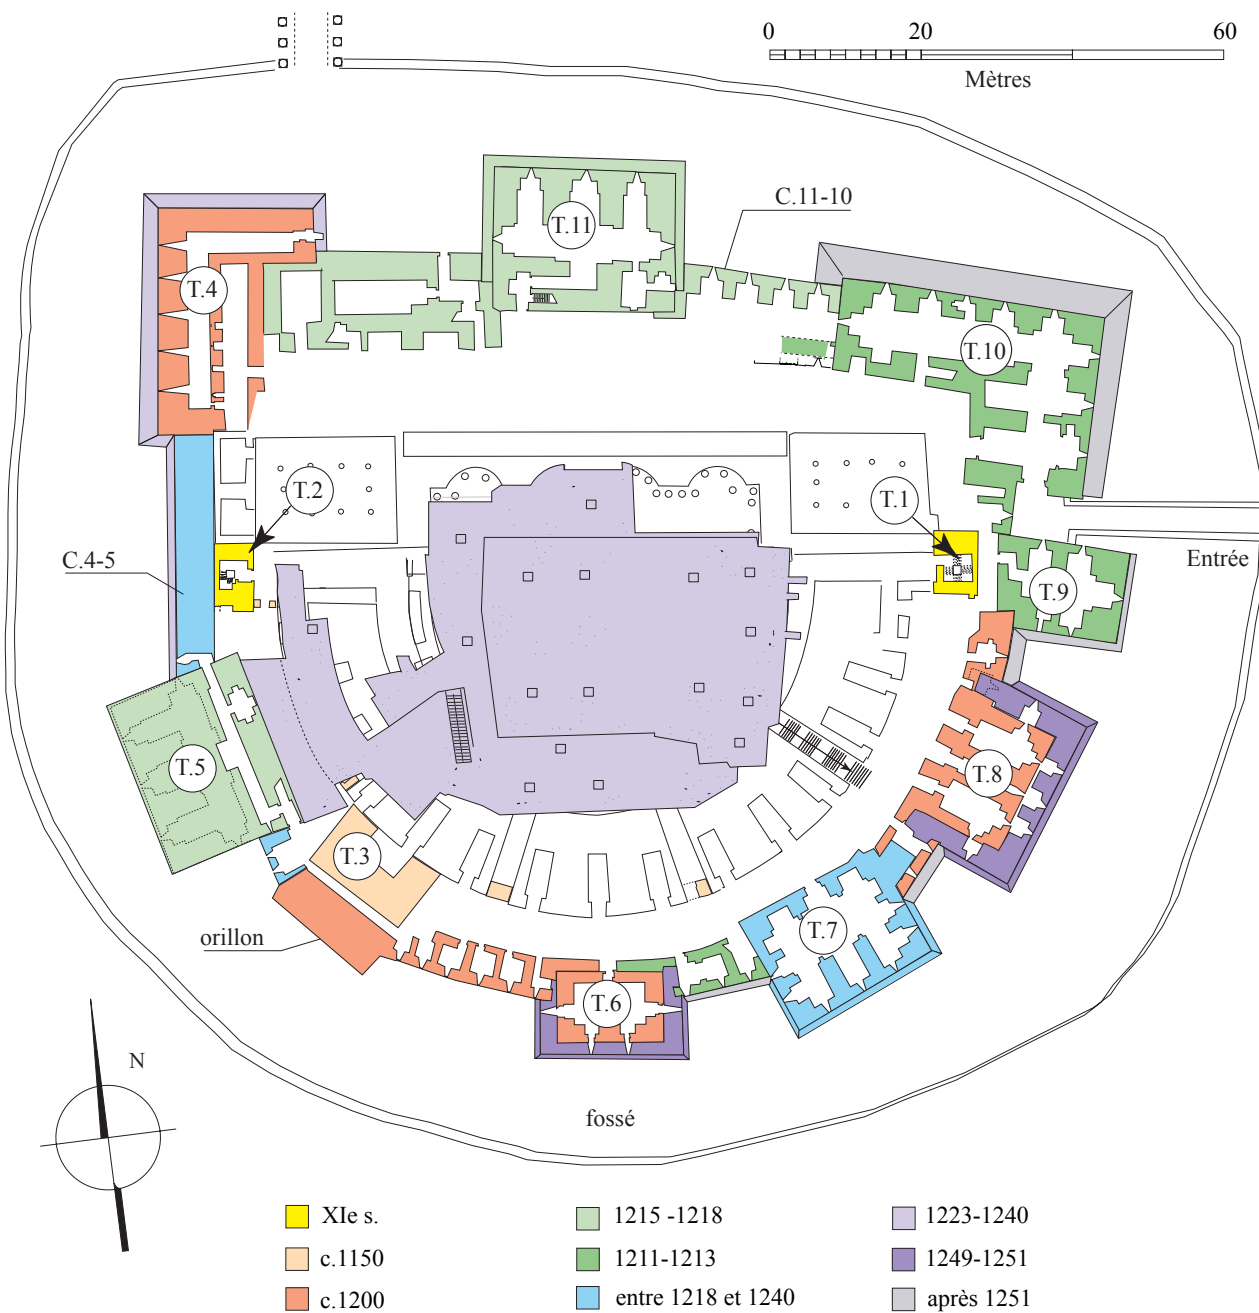 0 20 60
Mètres
C.11-10
T.11
T.4
T.10
T.2
T.1
C.4-5
Entrée
T.9
T.5
T.8
T.3
T.7
orillon
T.6
N
fossé
XIe s.
1215 -1218
1223-1240
c.1150
1211-1213
1249-1251
c.1200
entre 1218 et 1240
après 1251